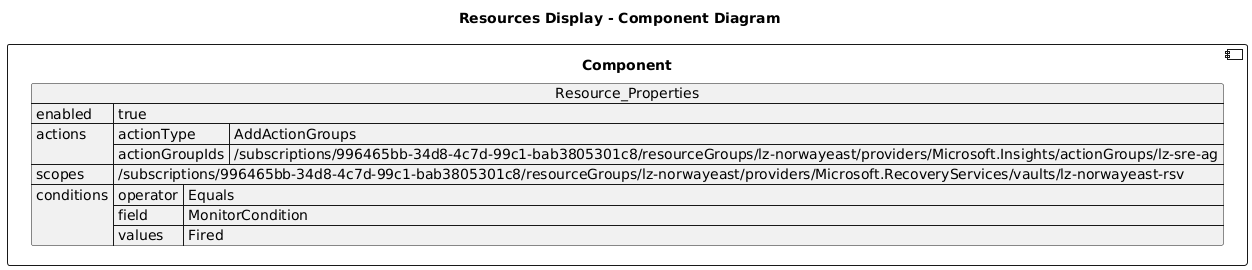 Resources Display - Component Diagram
Component
Resource_Properties
enabled true
actions actionType AddActionGroups
actionGroupIds /subscriptions/996465bb-34d8-4c7d-99c1-bab3805301c8/resourceGroups/lz-norwayeast/providers/Microsoft.Insights/actionGroups/lz-sre-ag
scopes /subscriptions/996465bb-34d8-4c7d-99c1-bab3805301c8/resourceGroups/lz-norwayeast/providers/Microsoft.RecoveryServices/vaults/lz-norwayeast-rsv
conditions operator Equals
field MonitorCondition
values Fired